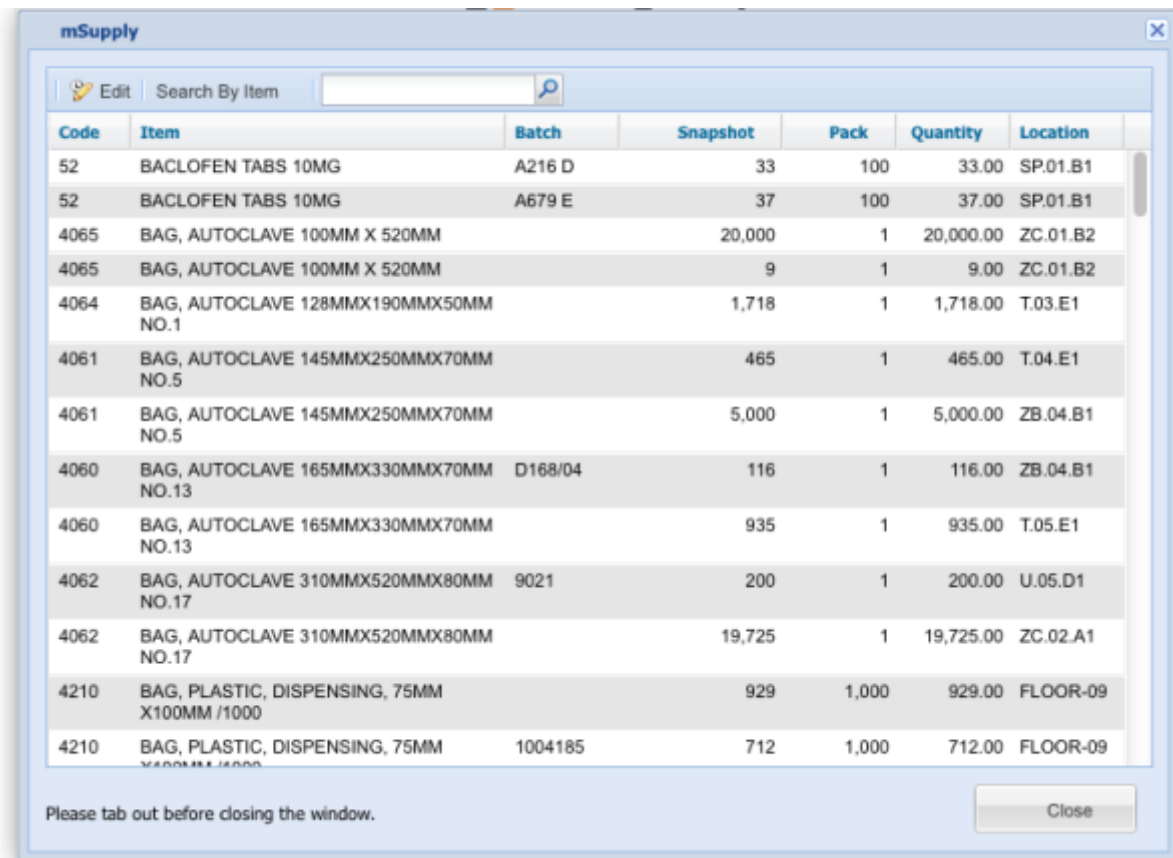 mSupply
Edit Search By Item
Code Item Batch Snapshot Pack Quantity Location
52 BACLOFEN TABS 10MG A216 D 33 100 33.00 SP.01.B1
52 BACLOFEN TABS 10MG A679 E 37 100 37.00 SP.01.B1
4065 BAG, AUTOCLAVE 100MM X 520MM 20,000 1 20,000.00 ZC.01.B2
4065 BAG, AUTOCLAVE 100MM X 520MM 9 1 9.00 ZC.01.B2
4064 BAG, AUTOCLAVE 128MMX190MMX50MM 1,718 1 1,718.00 T.03.E1
NO.1
4061 BAG, AUTOCLAVE 145MMX250MMX70MM 465 1 465.00 T.04.E1
NO.5
4061 BAG, AUTOCLAVE 145MMX250MMX70MM 5,000 1 5,000.00 ZB.04.B1
NO.5
4060 BAG, AUTOCLAVE 165MMX330MMX70MM D168/04 116 1 116.00 ZB.04.B1
NO.13
4060 BAG, AUTOCLAVE 165MMX330MMX70MM 935 1 935.00 T.05.E1
NO.13
4062 BAG, AUTOCLAVE 310MMX520MMX80MM 9021 200 1 200.00 U.05.D1
NO.17
4062 BAG, AUTOCLAVE 310MMX520MMX80MM 19,725 1 19,725.00 ZC.02.A1
NO.17
4210 BAG, PLASTIC, DISPENSING, 75MM 929 1,000 929.00 FLOOR-09
X100MM /1000
4210 BAG, PLASTIC, DISPENSING, 75MM 1004185 712 1,000 712.00 FLOOR-09
Please tab out before closing the window.
Close